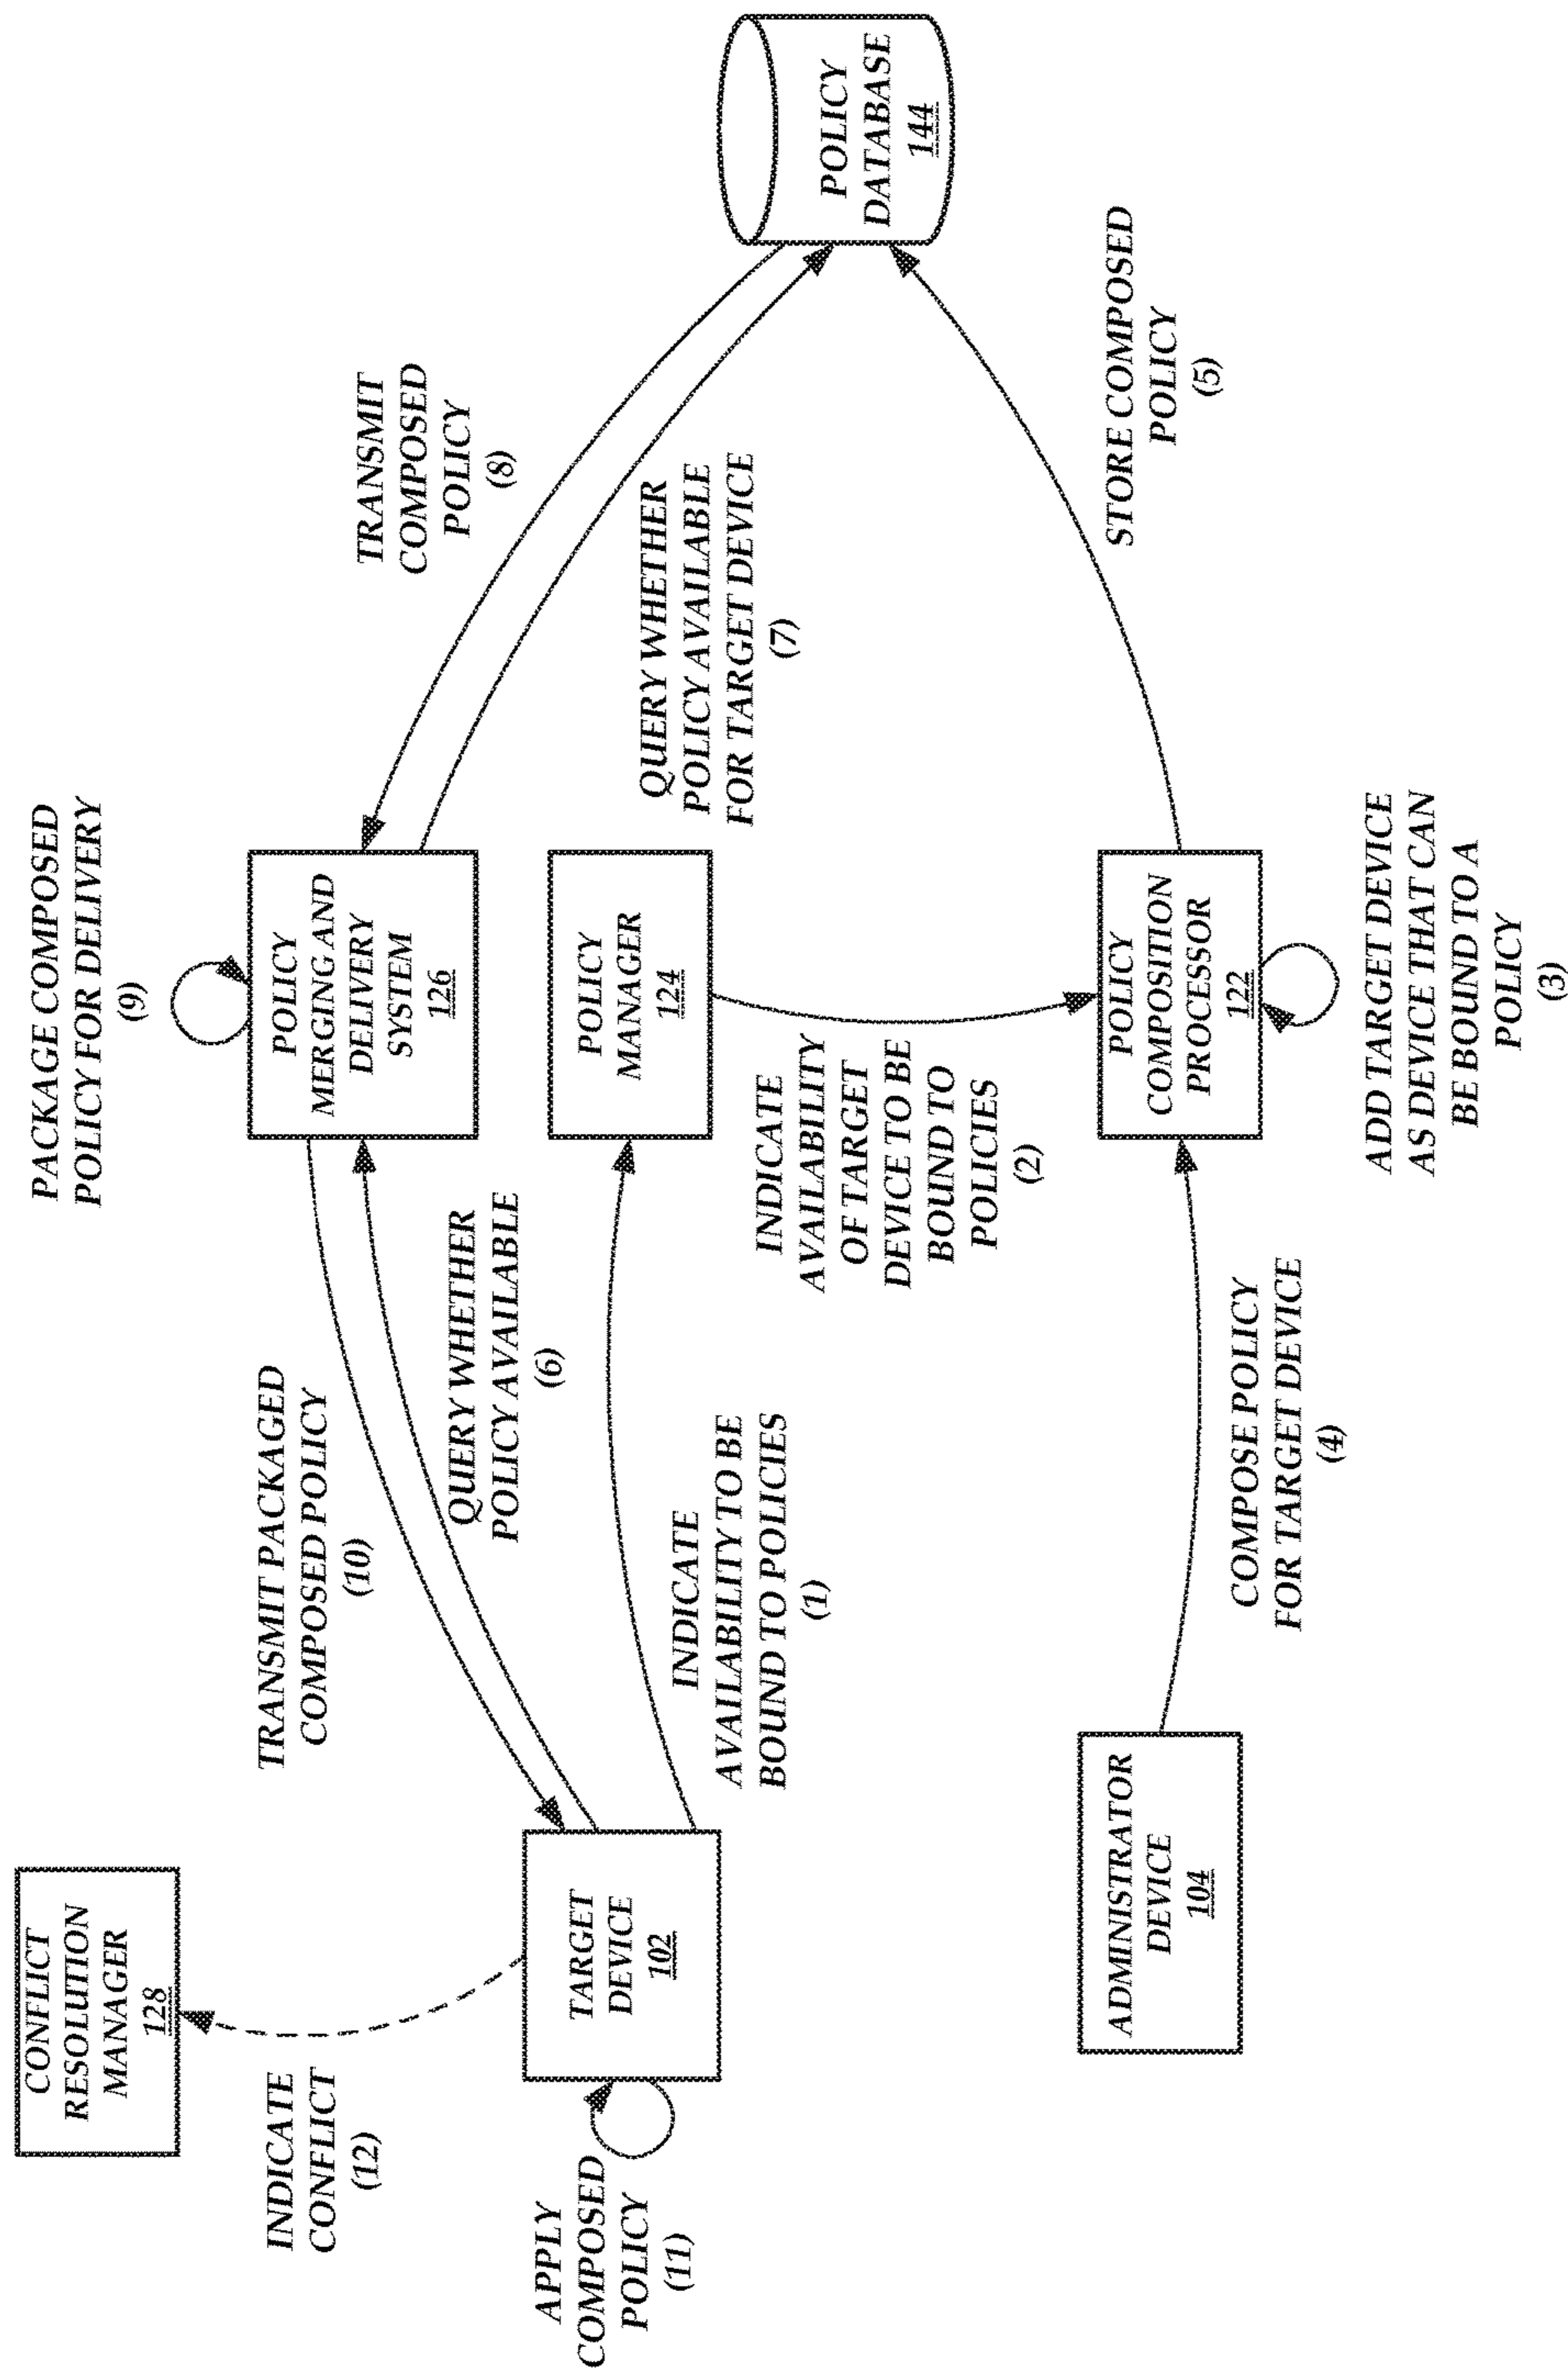 CONFLICT
RESOLUTION
MANAGER
128
INDICATE
CONFLICT
(12)
APPLY
COMPOSED
POLICY
(11)
TARGET
DEVICE
102
TRANSMIT PACKAGED
COMPOSED POLICY
(10)
QUERY WHETHER
POLICY AVAILABLE
(6)
INDICATE
AVAILABILITY TO BE
BOUND TO POLICIES
(1)
ADMINISTRATOR
DEVICE
104
COMPOSE POLICY
FOR TARGET DEVICE
(4)
PACKAGE COMPOSED
POLICY FOR DELIVERY
(9)
POLICY
MERGING AND
DELIVERY
SYSTEM
126
POLICY
MANAGER
124
INDICATE
AVAILABILITY
OF TARGET
DEVICE TO BE
BOUND TO
POLICIES
(2)
POLICY
COMPOSITION
PROCESSOR
122
ADD TARGET DEVICE
AS DEVICE THAT CAN
BE BOUND TO A
POLICY
(3)
TRANSMIT
COMPOSED
POLICY
(8)
QUERY WHETHER
POLICY AVAILABLE
FOR TARGET DEVICE
(7)
STORE COMPOSED
POLICY
(5)
POLICY
DATABASE
144